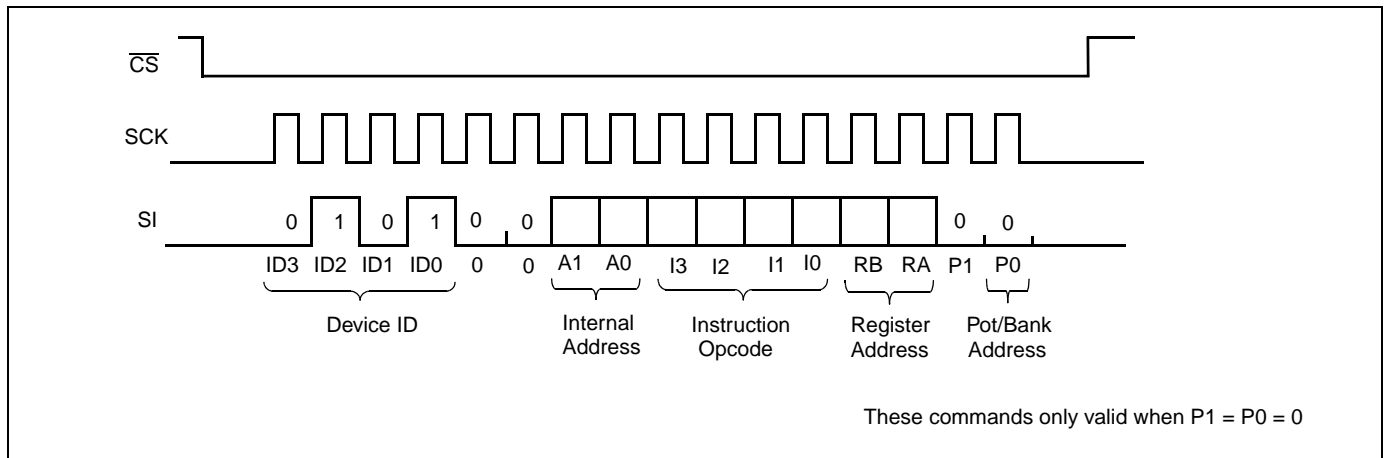 CS
SCK
SI
0 1 0 1 0 0 0 0
ID3 ID2 ID1 ID0 0 0 A1 A0 I3 I2 I1 I0 RB RA P1 P0
Device ID
Internal Address
Instruction Opcode
Register Address
Pot/Bank Address
These commands only valid when P1 = P0 = 0